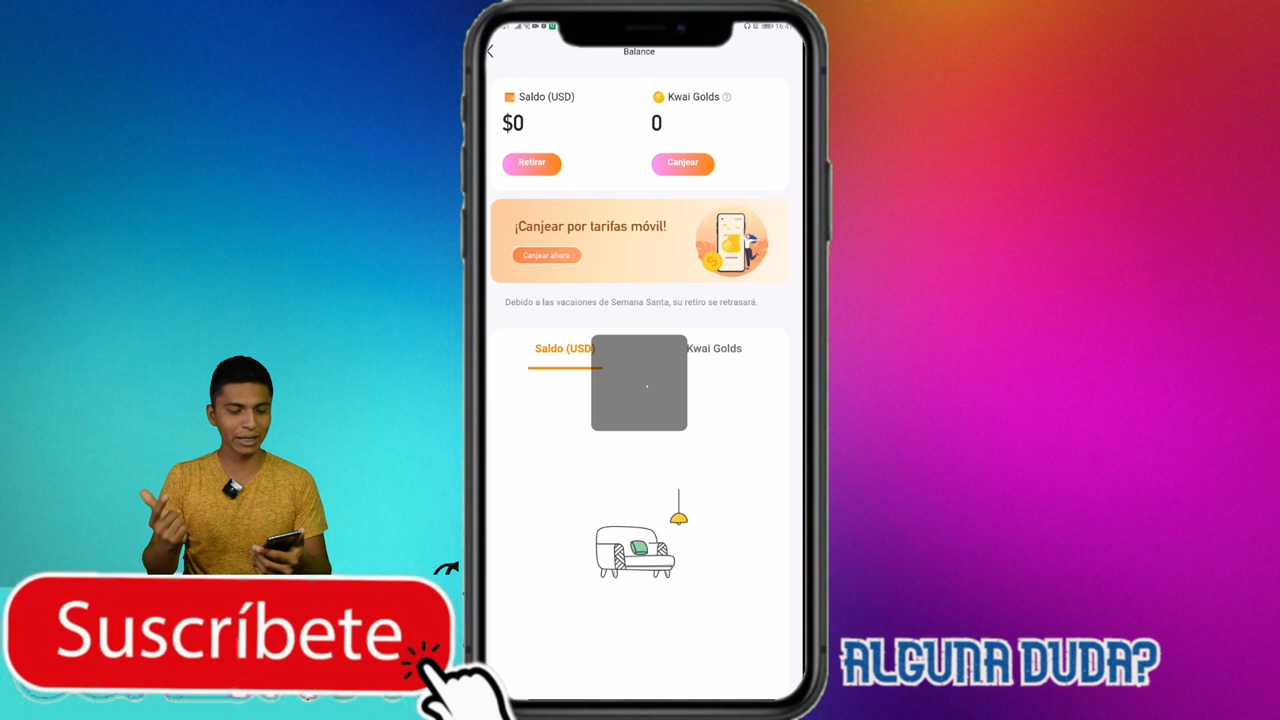 Balance
Saldo (USD)
Kwai Golds
$0
0
Retirar
Canjear
¡Canjear por tarifas móvil!
Canjear ahora
Debido a las vacaiones de Semana Santa, su retiro se retrasará.
Saldo (USD)
Kwai Golds
Suscríbete
ALGUNA DUDA?